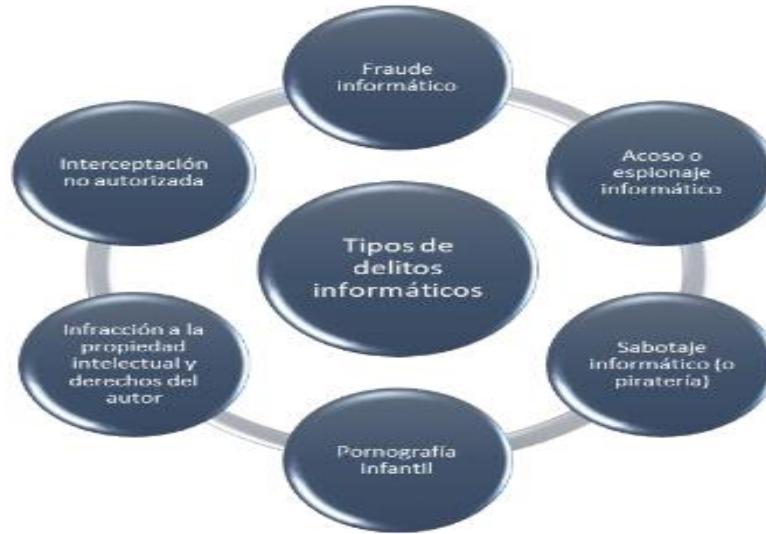 Fraude
informático
Acoso o
espionaje
informático
Sabotaje
informático (o
piratería)
Pornografía
Infantil
Infracción a la
propiedad
intelectual y
derechos del
autor
Interceptación
no autorizada
Tipos de
delitos
informáticos